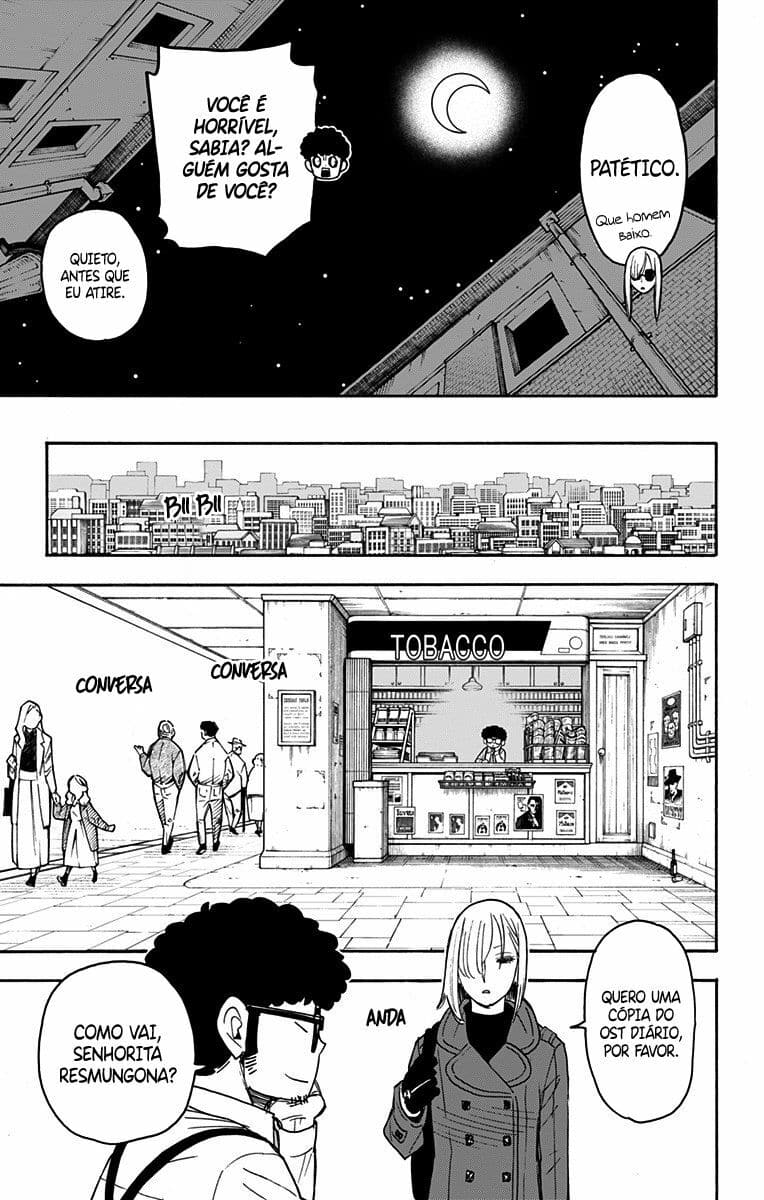 PATÉTICO.
Que homem
baixo.
VOCÊ É
HORRÍVEL,
SABIA? AL-
GUÉM GOSTA
DE VOCÊ?
QUIETO,
ANTES QUE
EU ATIRE.
BII BII
CONVERSA
CONVERSA
TOBACCO
QUERO UMA
CÓPIA DO
OST DIÁRIO,
POR FAVOR.
ANDA
COMO VAI,
SENHORITA
RESMUNGONA?